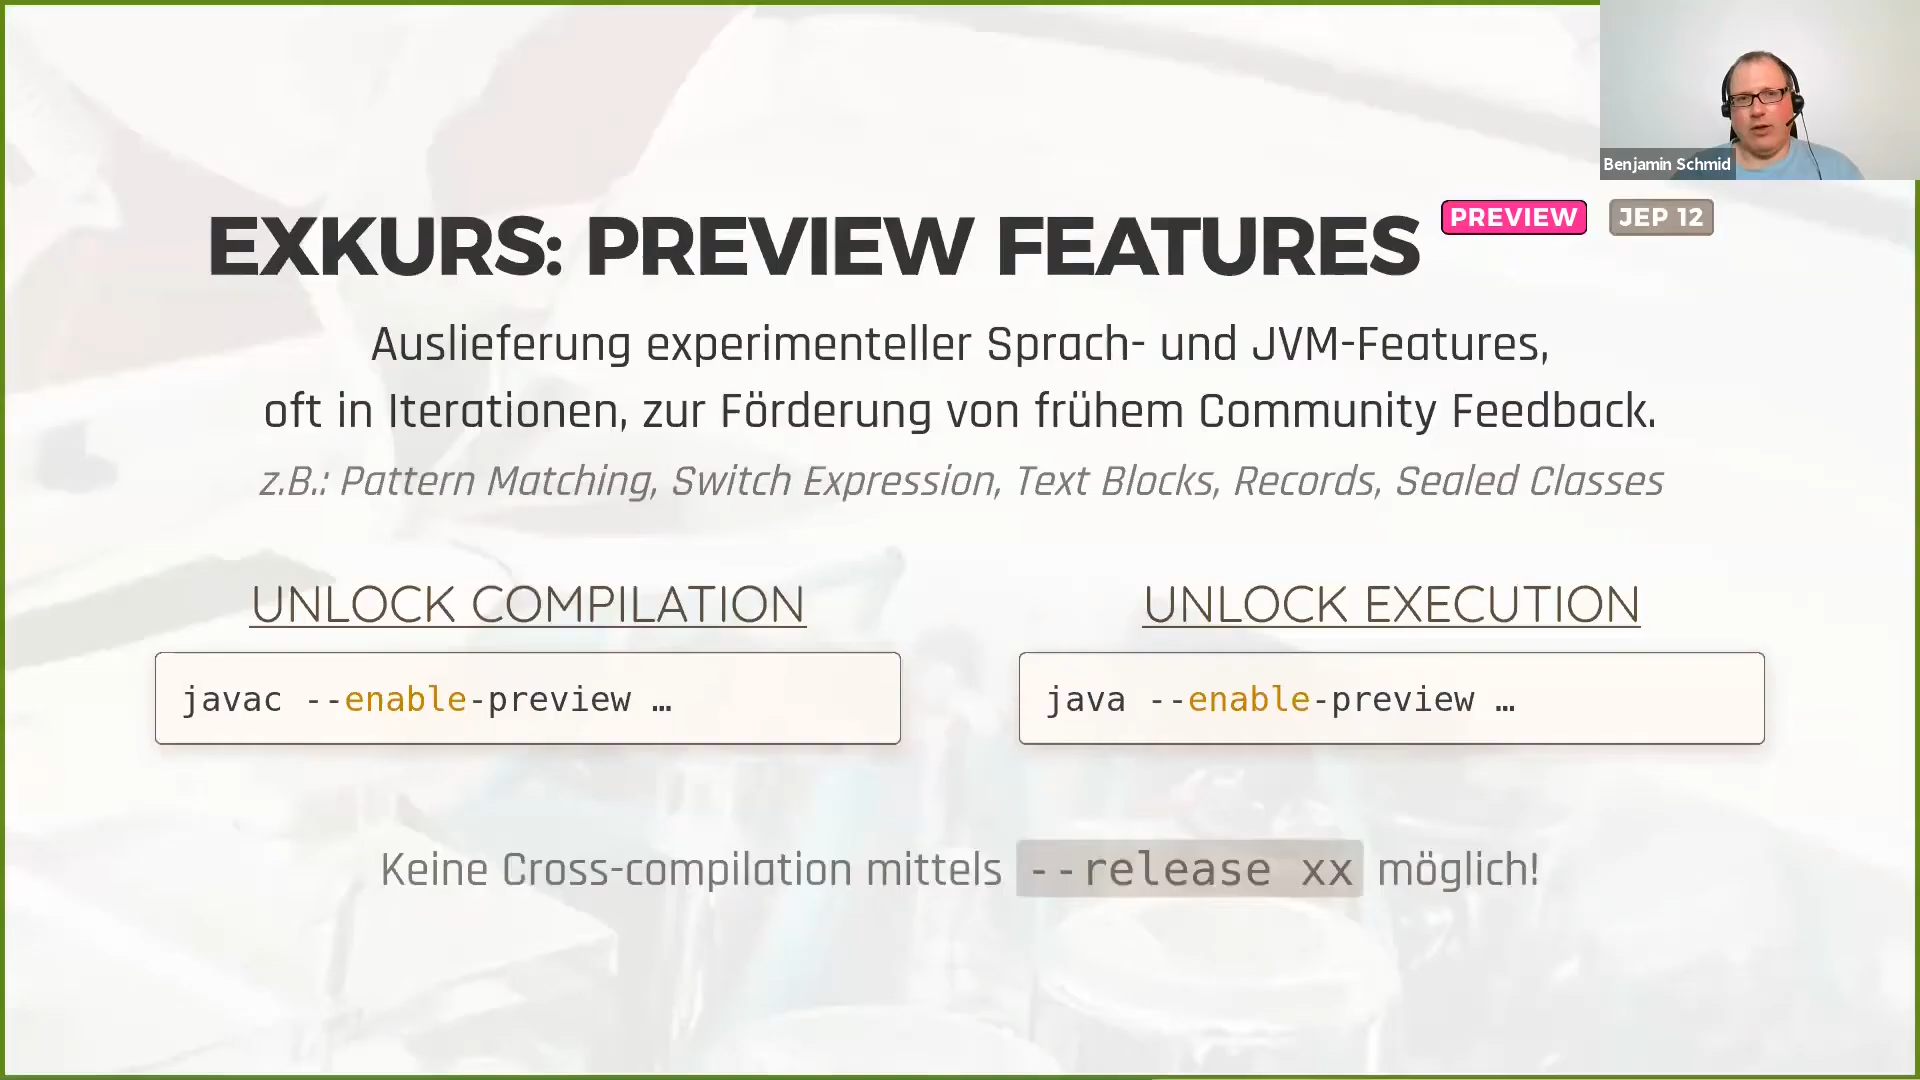 Benjamin Schmid
EXKURS: PREVIEW FEATURES PREVIEW JEP 12
Auslieferung experimenteller Sprach- und JVM-Features,
oft in Iterationen, zur Förderung von frühem Community Feedback.
z.B.: Pattern Matching, Switch Expression, Text Blocks, Records, Sealed Classes
UNLOCK COMPILATION
javac --enable-preview …
UNLOCK EXECUTION
java --enable-preview …
Keine Cross-compilation mittels --release xx möglich!